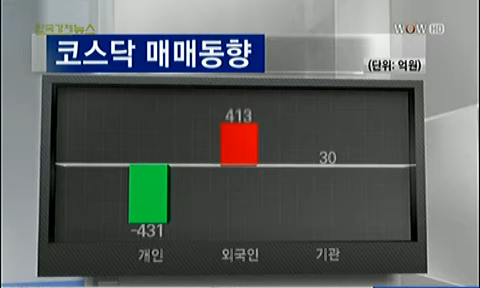 한국경제뉴스
WOW HD
코스닥 매매동향
(단위: 억원)
413
30
-431
개인 외국인 기관